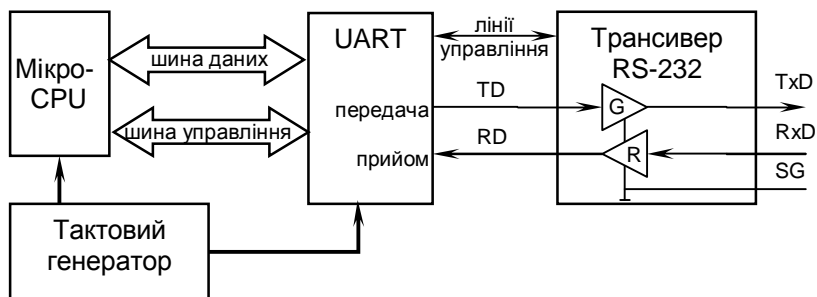 Мікро-
CPU
шина даних
шина управління
UART
передача
прийом
лінії
управління
TD
RD
Трансивер
RS-232
G
R
TxD
RxD
SG
Тактовий
генератор